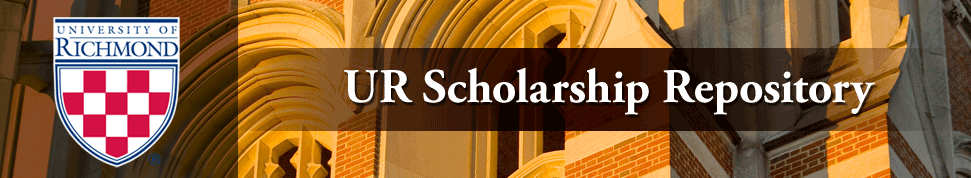 UNIVERSITY OF
RICHMOND
UR Scholarship Repository